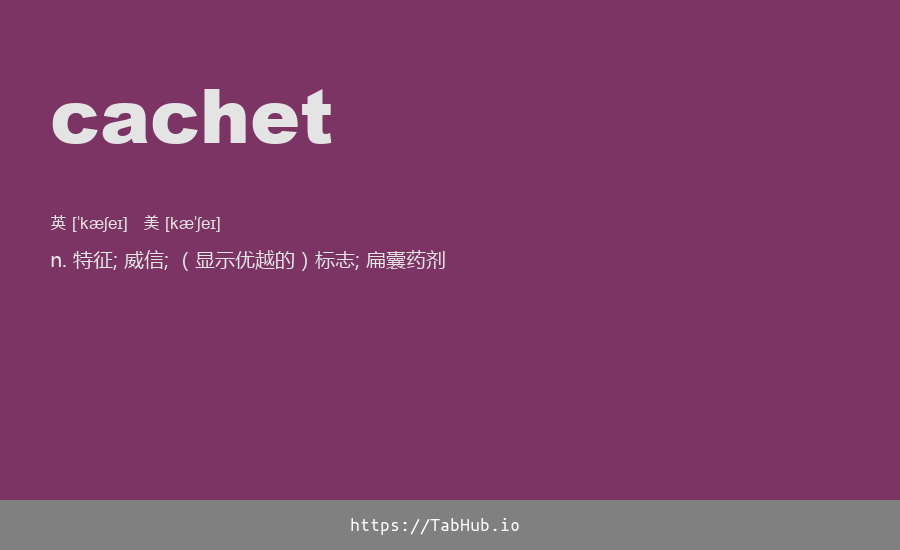 cachet
英 [ˈkæʃeɪ] 美 [kæˈʃeɪ]
n. 特征; 威信; （显示优越的）标志; 扁囊药剂
https://TabHub.io